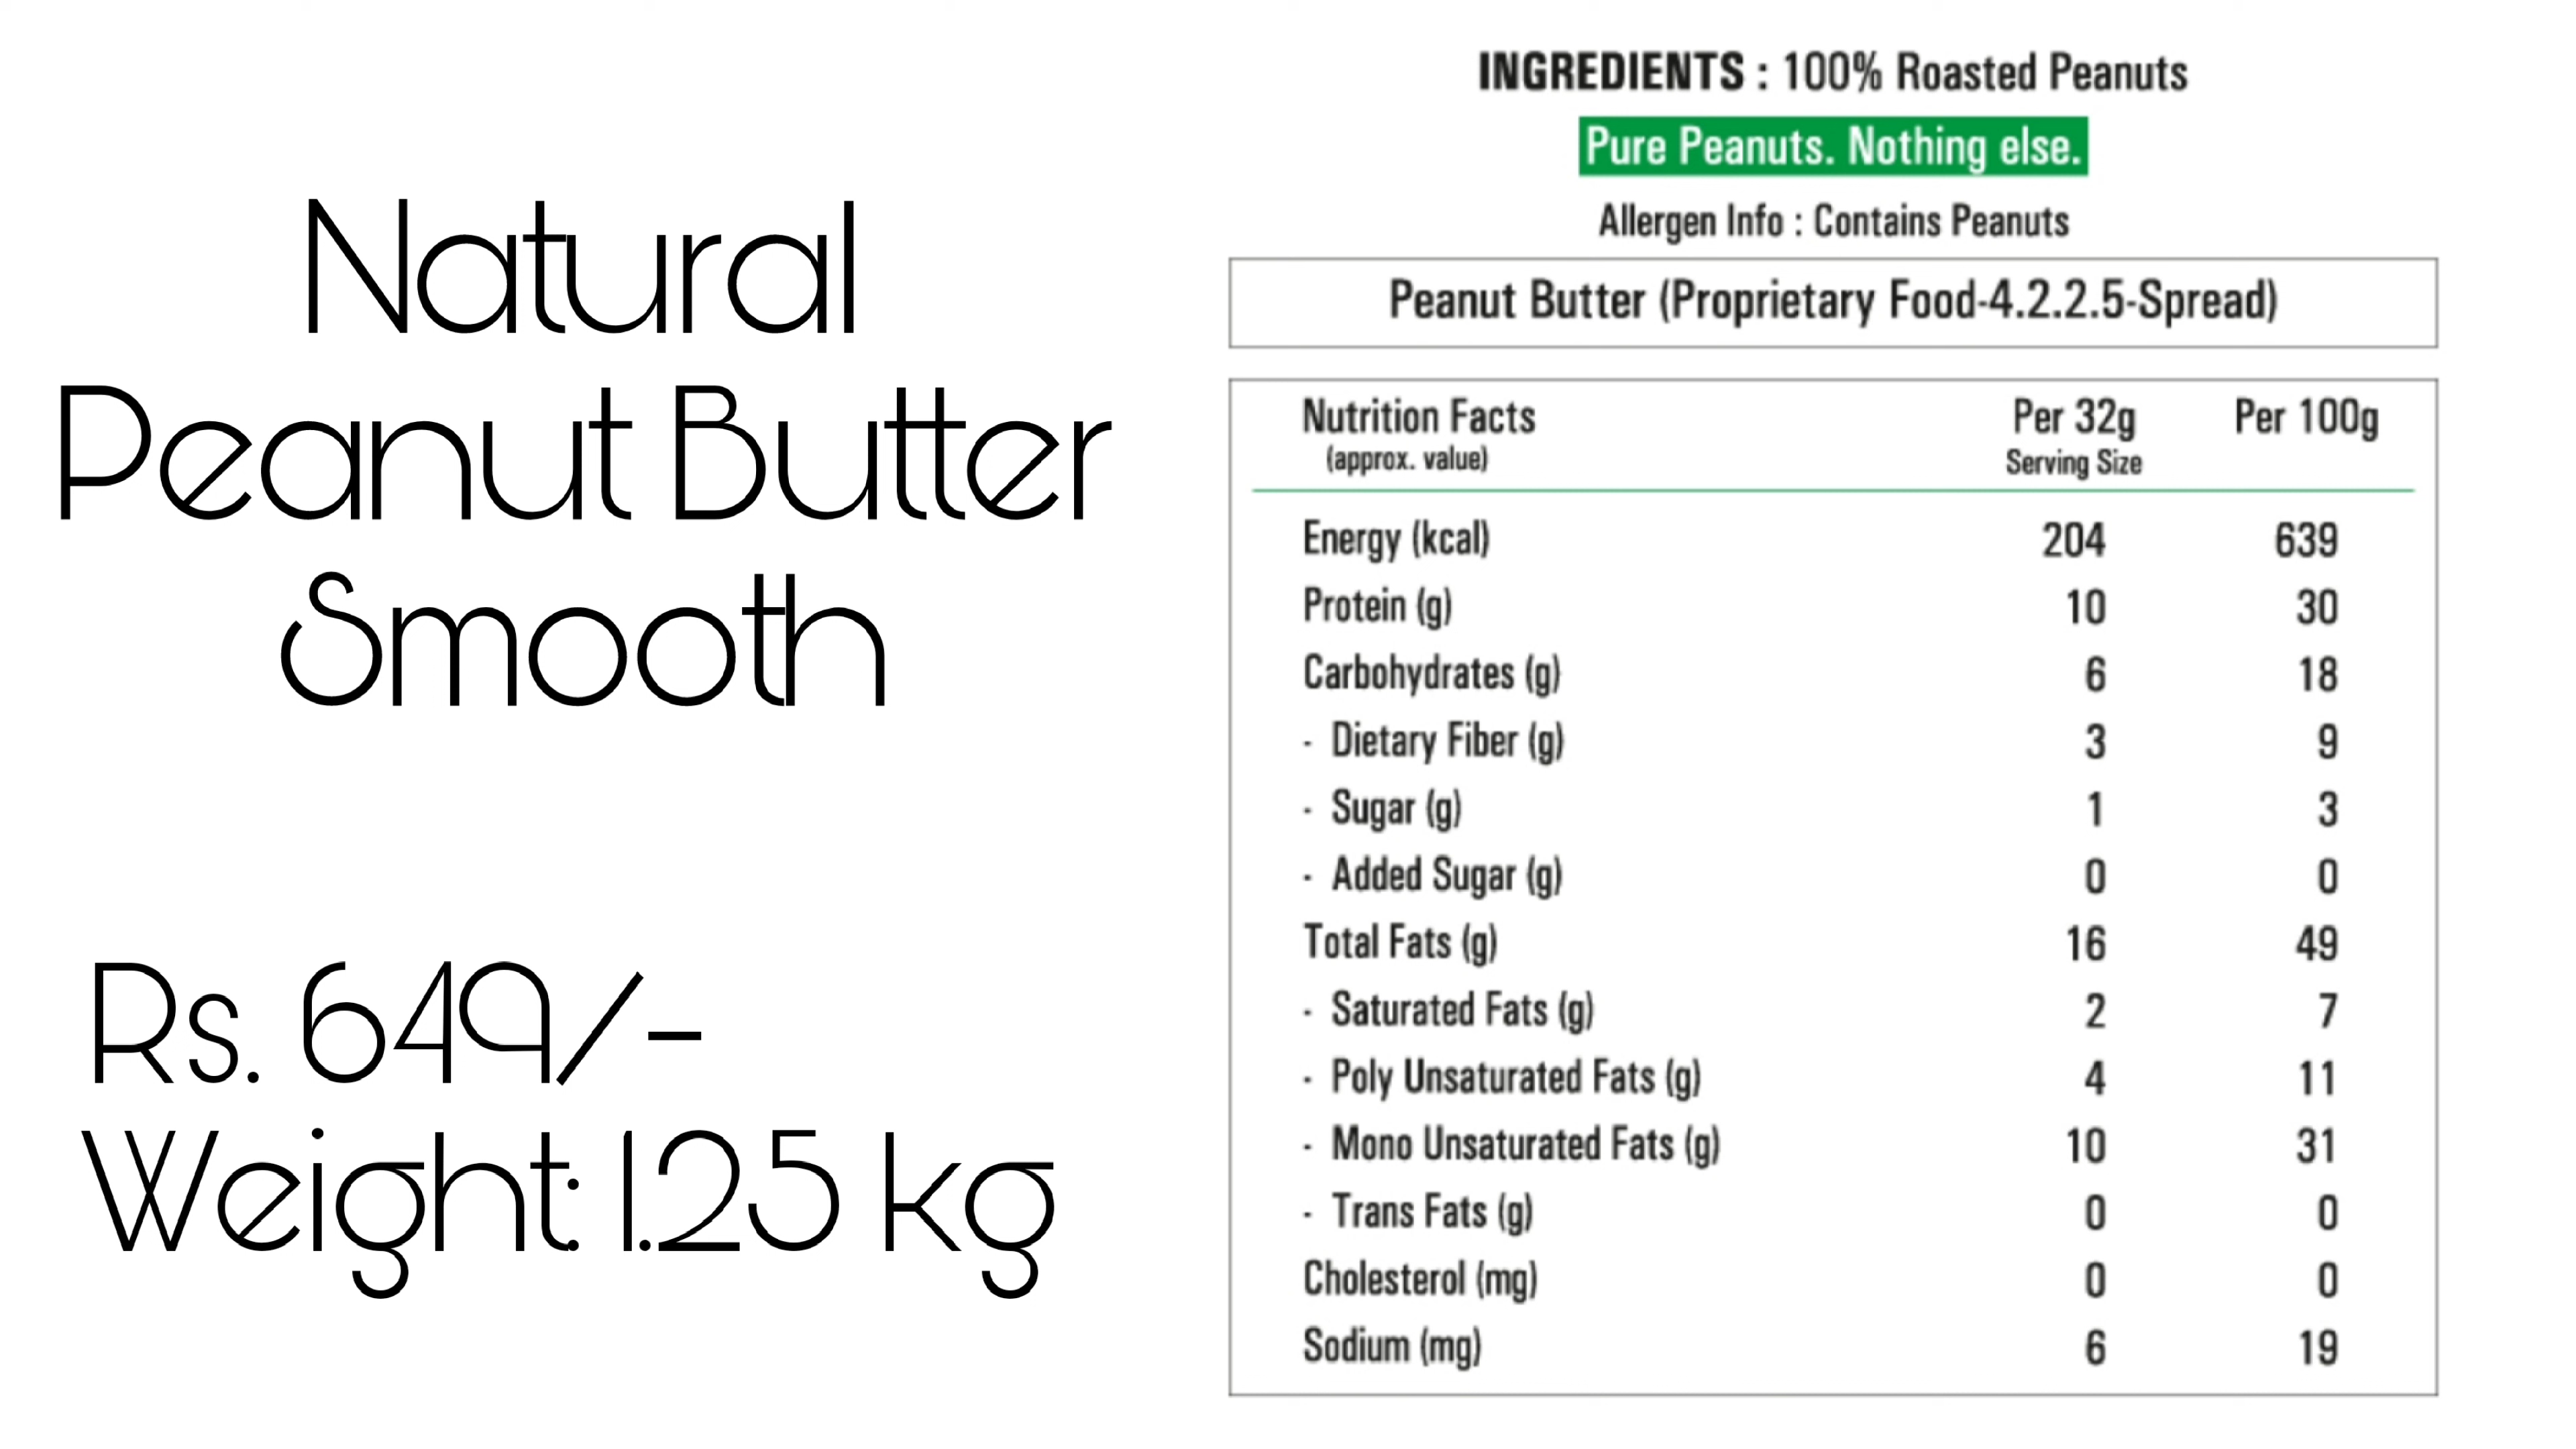 Natural
Peanut Butter
Smooth
Rs. 649/-
Weight: 1.25 kg
INGREDIENTS : 100% Roasted Peanuts
Pure Peanuts. Nothing else.
Allergen Info : Contains Peanuts
Peanut Butter (Proprietary Food-4.2.2.5-Spread)
Nutrition Facts Per 32g Per 100g
(approx. value) Serving Size
Energy (kcal) 204 639
Protein (g) 10 30
Carbohydrates (g) 6 18
- Dietary Fiber (g) 3 9
- Sugar (g) 1 3
- Added Sugar (g) 0 0
Total Fats (g) 16 49
- Saturated Fats (g) 2 7
- Poly Unsaturated Fats (g) 4 11
- Mono Unsaturated Fats (g) 10 31
- Trans Fats (g) 0 0
Cholesterol (mg) 0 0
Sodium (mg) 6 19